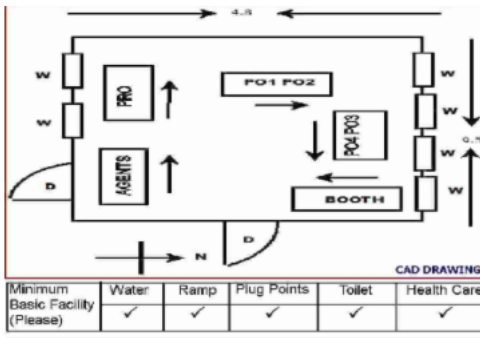 4.8
W
W
PRO
AGENTS
PO1 PO2
PO4 PO3
BOOTH
W
W
W
W
D
D
N
CAD DRAWING
Minimum Basic Facility (Please)
Water
Ramp
Plug Points
Toilet
Health Care
✓ ✓ ✓ ✓ ✓